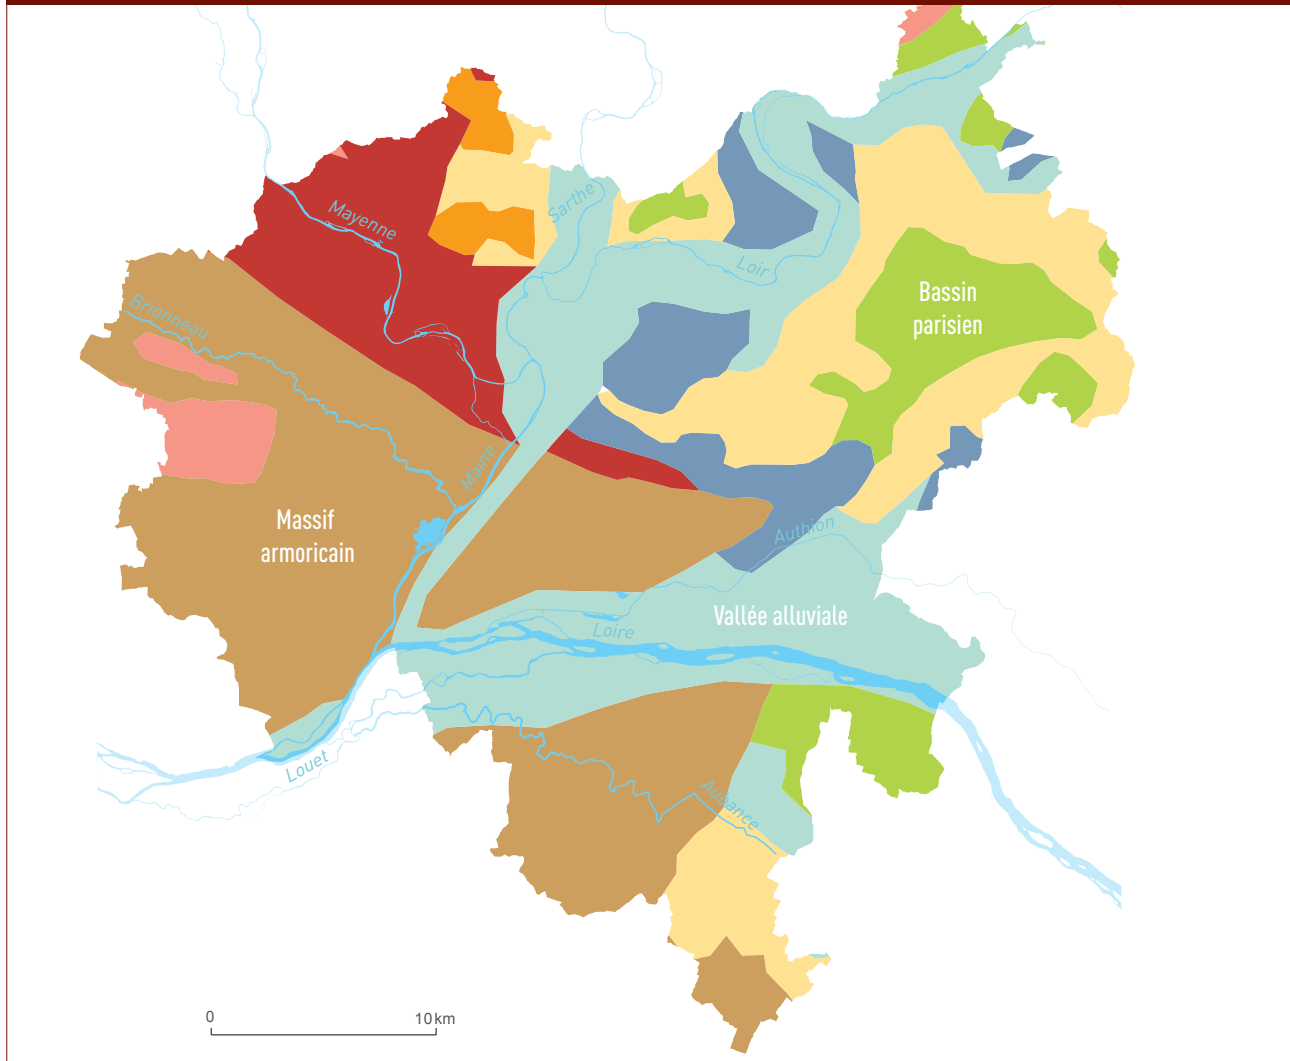 Sarthe
Mayenne
Loir
Brionneau
Bassin
parisien
Maine
Massif
armoricain
Authion
Vallée alluviale
Loire
Louet
Aubance
0
10 km